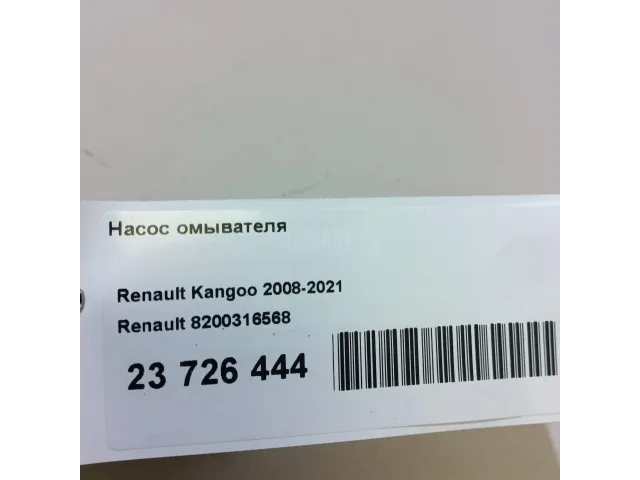 Насос омывателя
Renault Kangoo 2008-2021
Renault 8200316568
23 726 444